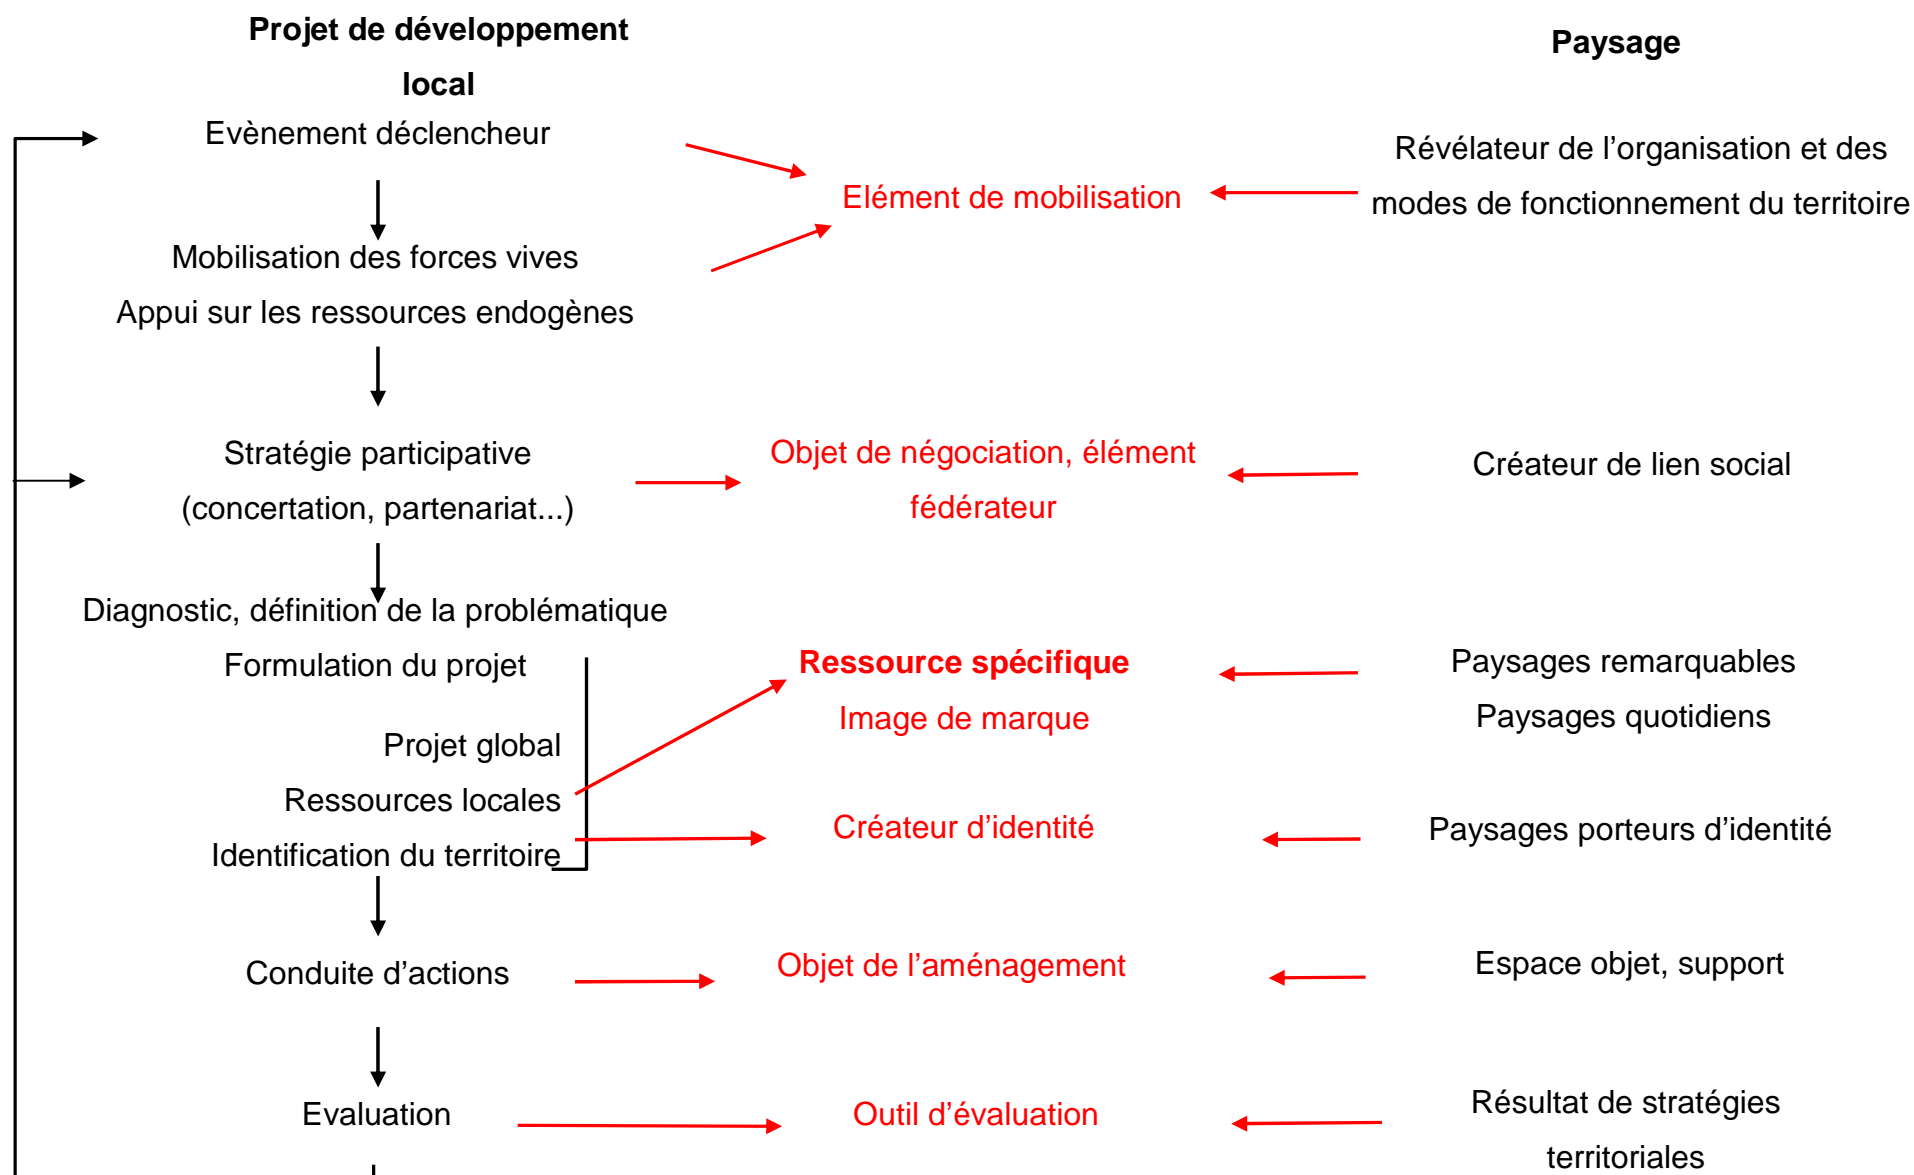 Projet de développement
local
Paysage
Evènement déclencheur
Elément de mobilisation
Révélateur de l’organisation et des
modes de fonctionnement du territoire
Mobilisation des forces vives
Appui sur les ressources endogènes
Stratégie participative
(concertation, partenariat...)
Objet de négociation, élément
fédérateur
Créateur de lien social
Diagnostic, définition de la problématique
Formulation du projet
Ressource spécifique
Image de marque
Paysages remarquables
Paysages quotidiens
Projet global
Ressources locales
Identification du territoire
Créateur d’identité
Paysages porteurs d’identité
Conduite d’actions
Objet de l’aménagement
Espace objet, support
Evaluation
Outil d’évaluation
Résultat de stratégies
territoriales